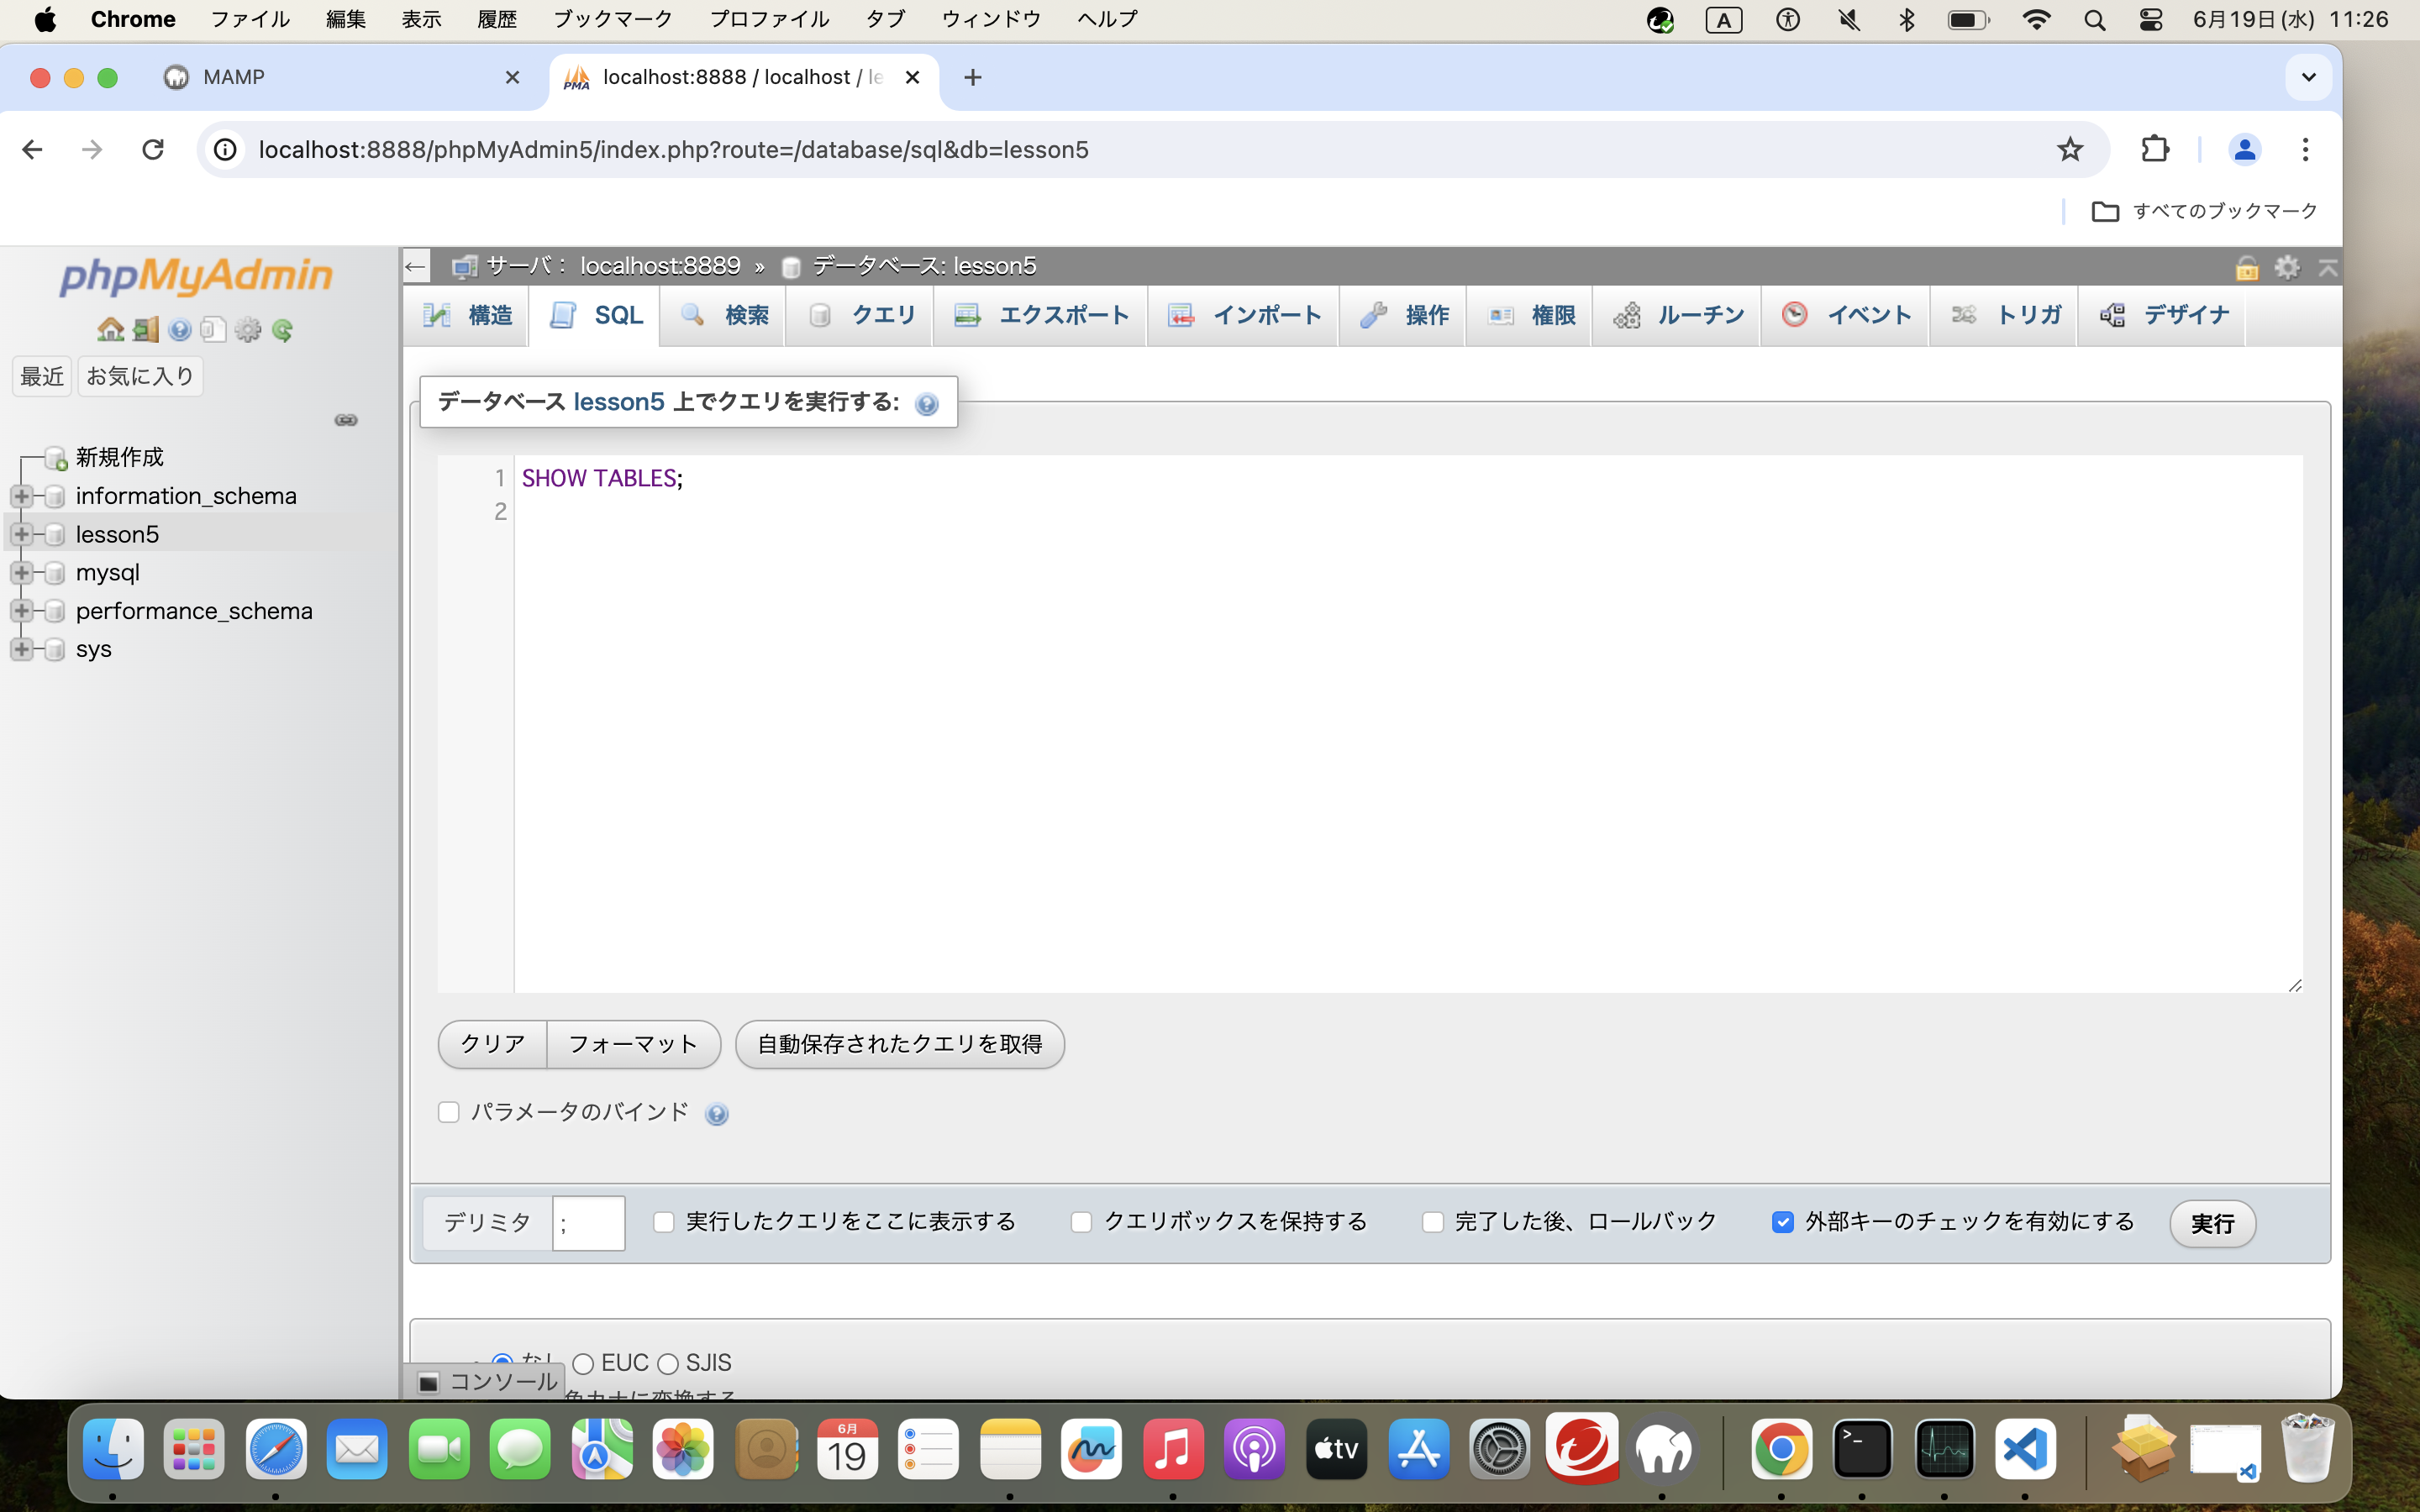 Chrome ファイル 編集 表示 履歴 ブックマーク プロファイル タブ ウィンドウ ヘルプ A 6月19日(水) 11:26
MAMP
localhost:8888 / localhost / le
localhost:8888/phpMyAdmin5/index.php?route=/database/sql&db=lesson5
すべてのブックマーク
phpMyAdmin
最近 お気に入り
新規作成
information_schema
lesson5
mysql
performance_schema
sys
サーバ: localhost:8889 » データベース: lesson5
構造 SQL 検索 クエリ エクスポート インポート 操作 権限 ルーチン イベント トリガ デザイナ
データベース lesson5 上でクエリを実行する:
1 SHOW TABLES;
2
クリア フォーマット 自動保存されたクエリを取得
パラメータのバインド
デリミタ ; 実行したクエリをここに表示する クエリボックスを保持する 完了した後、ロールバック 外部キーのチェックを有効にする 実行
なし EUC SJIS
コンソール
角カナに変換する
6月
19
tv